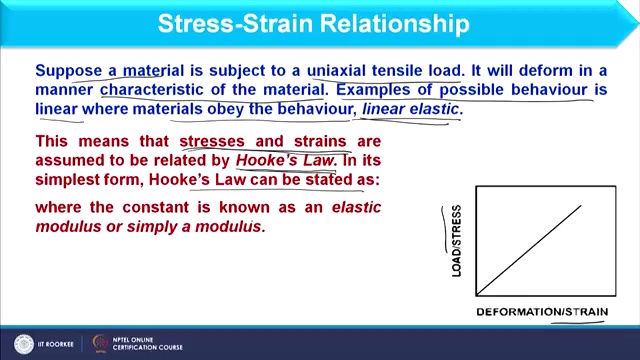 Stress-Strain Relationship
Suppose a material is subject to a uniaxial tensile load. It will deform in a
manner characteristic of the material. Examples of possible behaviour is
linear where materials obey the behaviour, linear elastic.
This means that stresses and strains are
assumed to be related by Hooke's Law. In its
simplest form, Hooke's Law can be stated as:
where the constant is known as an elastic
modulus or simply a modulus.
LOAD/STRESS
DEFORMATION/STRAIN
IIT ROORKEE
NPTEL ONLINE
CERTIFICATION COURSE